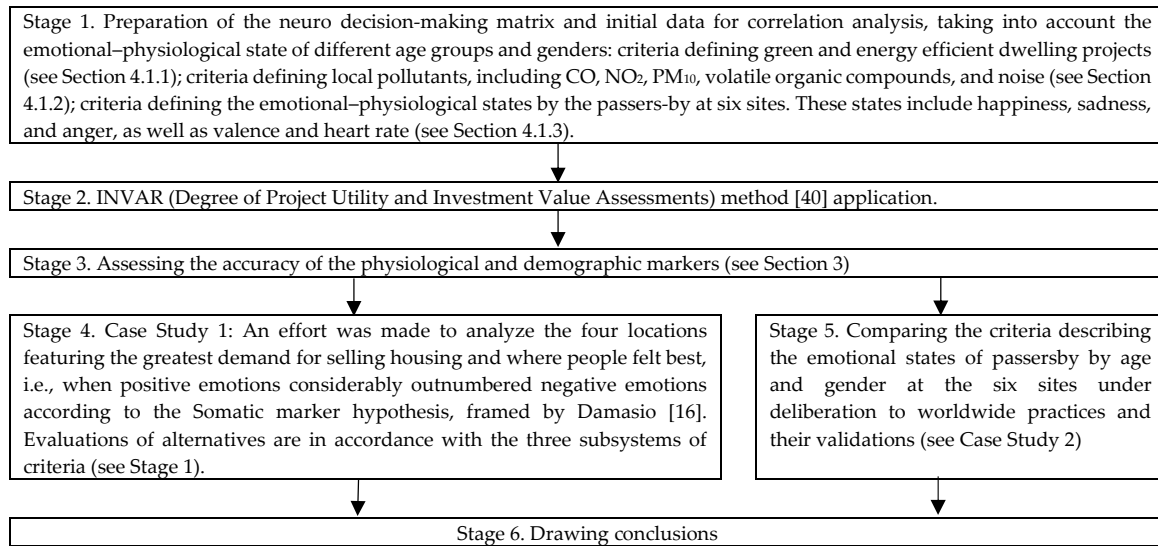 Stage 1. Preparation of the neuro decision-making matrix and initial data for correlation analysis, taking into account the
emotional–physiological state of different age groups and genders: criteria defining green and energy efficient dwelling projects
(see Section 4.1.1); criteria defining local pollutants, including CO, NO₂, PM₁₀, volatile organic compounds, and noise (see Section
4.1.2); criteria defining the emotional–physiological states by the passers-by at six sites. These states include happiness, sadness,
and anger, as well as valence and heart rate (see Section 4.1.3).
Stage 2. INVAR (Degree of Project Utility and Investment Value Assessments) method [40] application.
Stage 3. Assessing the accuracy of the physiological and demographic markers (see Section 3)
Stage 4. Case Study 1: An effort was made to analyze the four locations
featuring the greatest demand for selling housing and where people felt best,
i.e., when positive emotions considerably outnumbered negative emotions
according to the Somatic marker hypothesis, framed by Damasio [16].
Evaluations of alternatives are in accordance with the three subsystems of
criteria (see Stage 1).
Stage 5. Comparing the criteria describing
the emotional states of passersby by age
and gender at the six sites under
deliberation to worldwide practices and
their validations (see Case Study 2)
Stage 6. Drawing conclusions